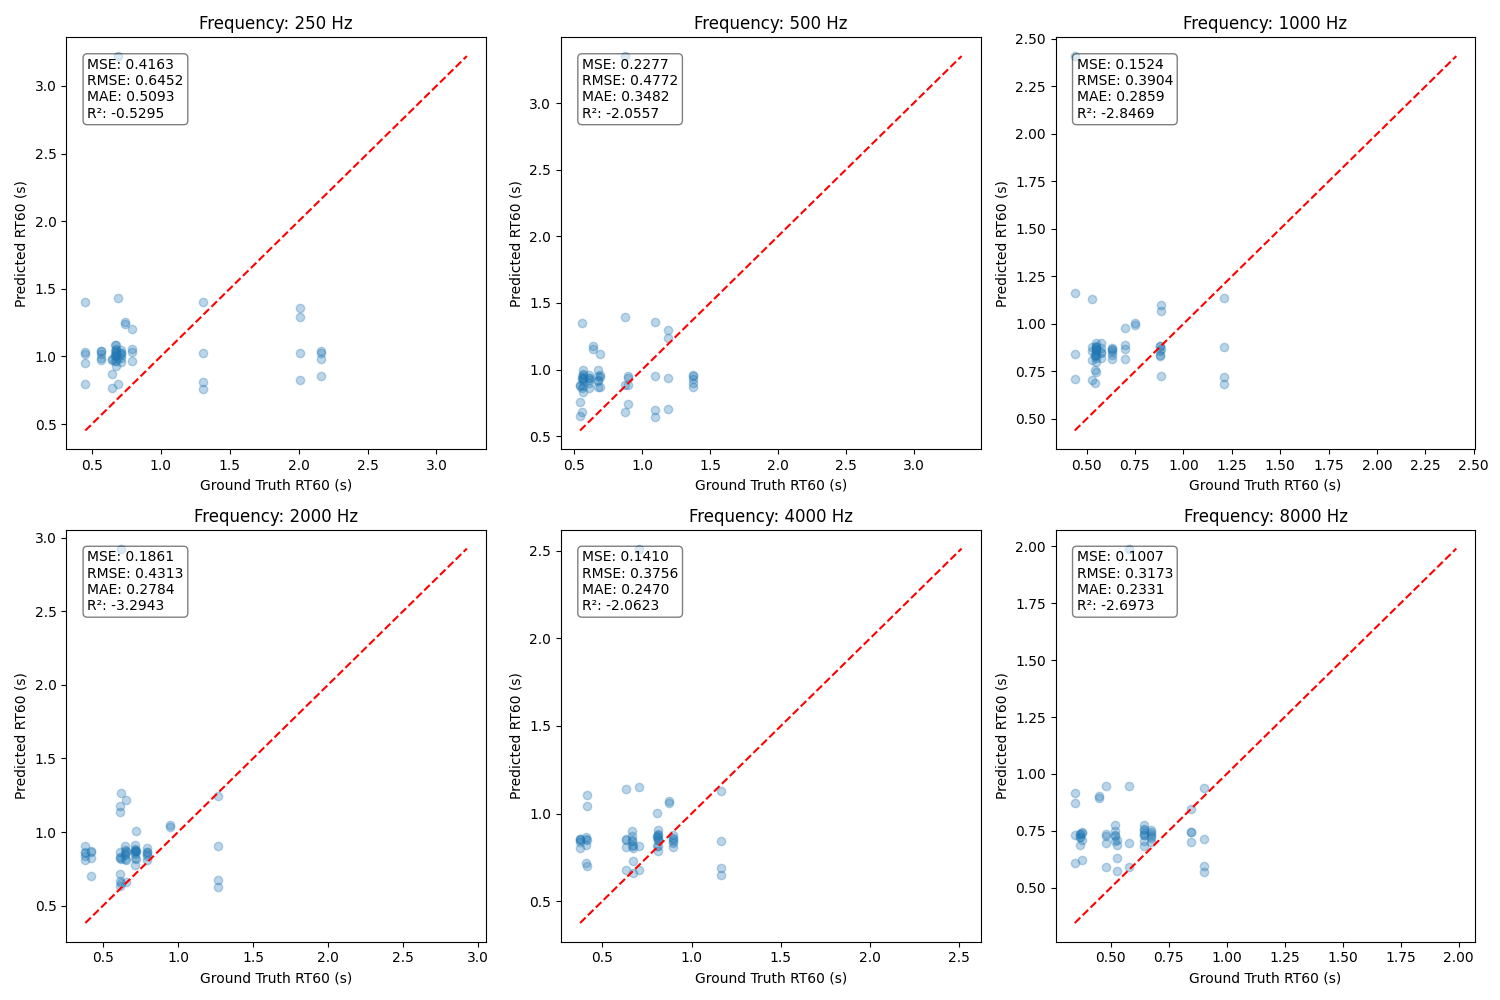 Frequency: 250 Hz
MSE: 0.4163
RMSE: 0.6452
MAE: 0.5093
R²: -0.5295
Predicted RT60 (s)
3.0
2.5
2.0
1.5
1.0
0.5
0.5 1.0 1.5 2.0 2.5 3.0
Ground Truth RT60 (s)
Frequency: 500 Hz
MSE: 0.2277
RMSE: 0.4772
MAE: 0.3482
R²: -2.0557
Predicted RT60 (s)
3.0
2.5
2.0
1.5
1.0
0.5
0.5 1.0 1.5 2.0 2.5 3.0
Ground Truth RT60 (s)
Frequency: 1000 Hz
MSE: 0.1524
RMSE: 0.3904
MAE: 0.2859
R²: -2.8469
Predicted RT60 (s)
2.50
2.25
2.00
1.75
1.50
1.25
1.00
0.75
0.50
0.50 0.75 1.00 1.25 1.50 1.75 2.00 2.25 2.50
Ground Truth RT60 (s)
Frequency: 2000 Hz
MSE: 0.1861
RMSE: 0.4313
MAE: 0.2784
R²: -3.2943
Predicted RT60 (s)
3.0
2.5
2.0
1.5
1.0
0.5
0.5 1.0 1.5 2.0 2.5 3.0
Ground Truth RT60 (s)
Frequency: 4000 Hz
MSE: 0.1410
RMSE: 0.3756
MAE: 0.2470
R²: -2.0623
Predicted RT60 (s)
2.5
2.0
1.5
1.0
0.5
0.5 1.0 1.5 2.0 2.5
Ground Truth RT60 (s)
Frequency: 8000 Hz
MSE: 0.1007
RMSE: 0.3173
MAE: 0.2331
R²: -2.6973
Predicted RT60 (s)
2.00
1.75
1.50
1.25
1.00
0.75
0.50
0.50 0.75 1.00 1.25 1.50 1.75 2.00
Ground Truth RT60 (s)